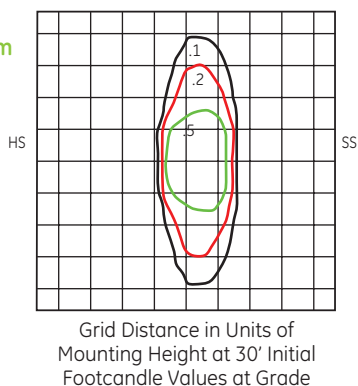 m
.1
.2
.5
HS
SS
Grid Distance in Units of
Mounting Height at 30′ Initial
Footcandle Values at Grade